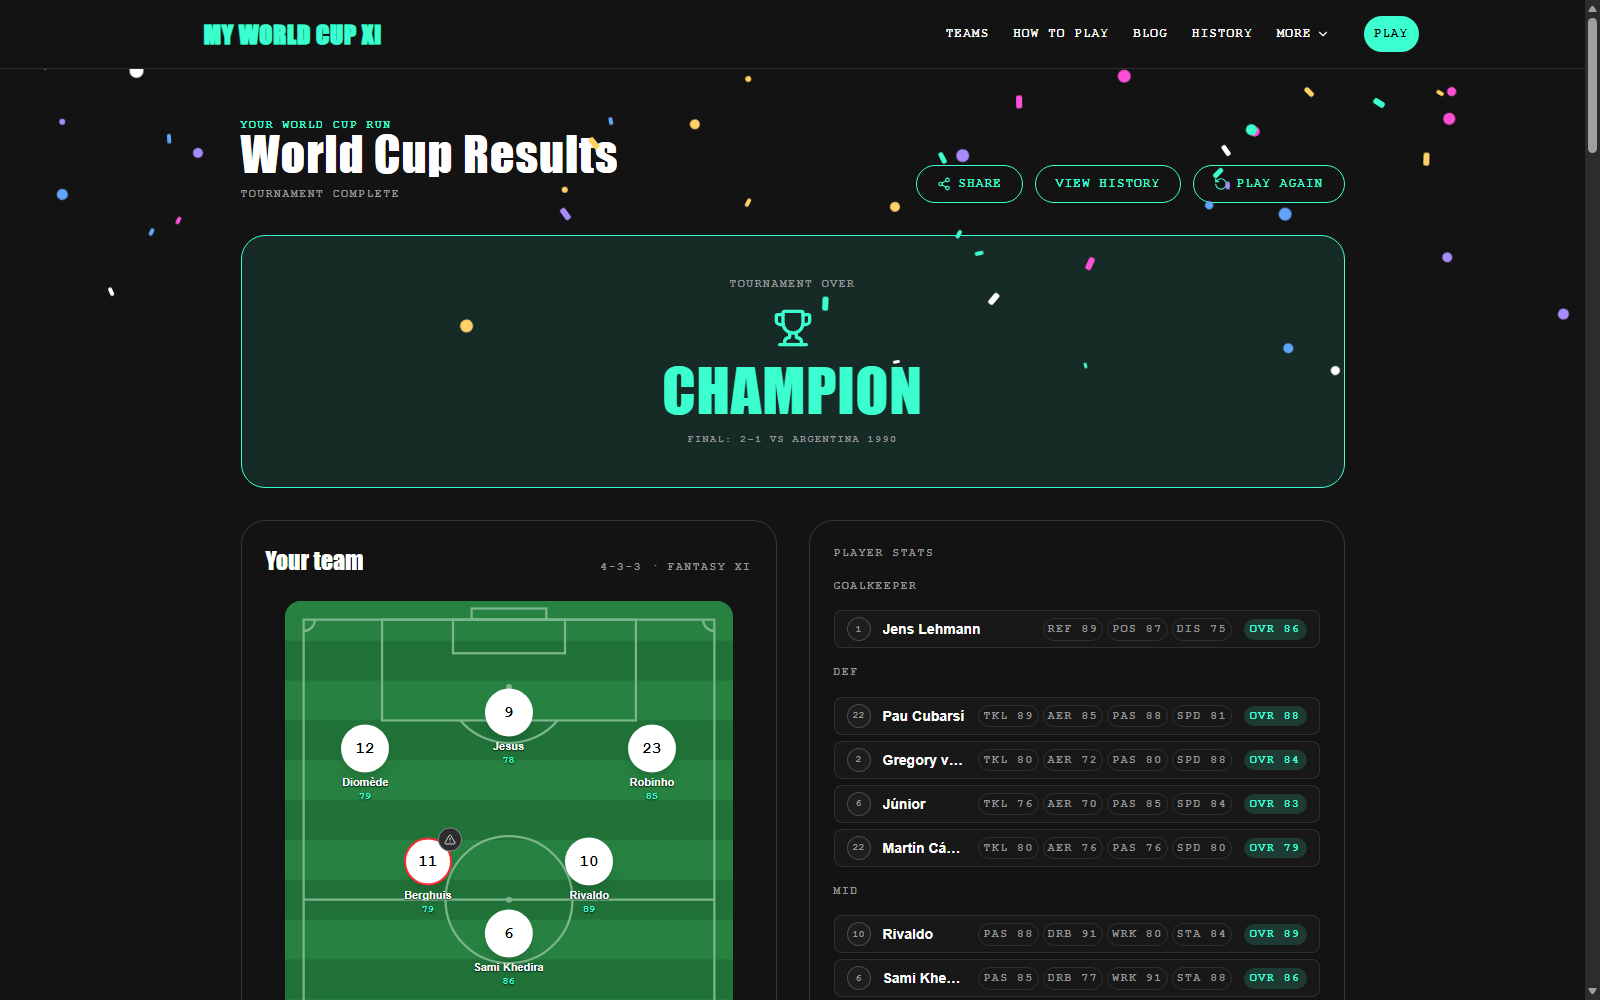 MY WORLD CUP XI
TEAMS
HOW TO PLAY
BLOG
HISTORY
MORE
PLAY
YOUR WORLD CUP RUN
World Cup Results
TOURNAMENT COMPLETE
SHARE
VIEW HISTORY
PLAY AGAIN
TOURNAMENT OVER
CHAMPION
FINAL: 2-1 VS ARGENTINA 1990
Your team
4-3-3 · FANTASY XI
9
Jesus
78
12
Diomède
79
23
Robinho
85
11
Berghuis
79
10
Rivaldo
89
6
Sami Khedira
86
PLAYER STATS
GOALKEEPER
1 Jens Lehmann REF 89 POS 87 DIS 75 OVR 86
DEF
22 Pau Cubarsí TKL 89 AER 85 PAS 88 SPD 81 OVR 88
2 Gregory v... TKL 80 AER 72 PAS 80 SPD 88 OVR 84
6 Júnior TKL 76 AER 70 PAS 85 SPD 84 OVR 83
22 Martín Cá... TKL 80 AER 76 PAS 76 SPD 80 OVR 79
MID
10 Rivaldo PAS 88 DRB 91 WRK 80 STA 84 OVR 89
6 Sami Khe... PAS 85 DRB 77 WRK 91 STA 88 OVR 86